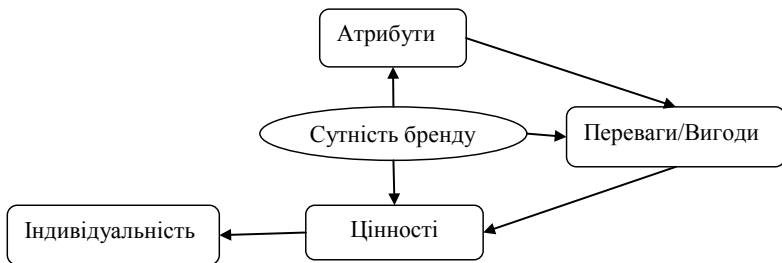 Атрибути
Сутність бренду
Переваги/Вигоди
Індивідуальність
Цінності